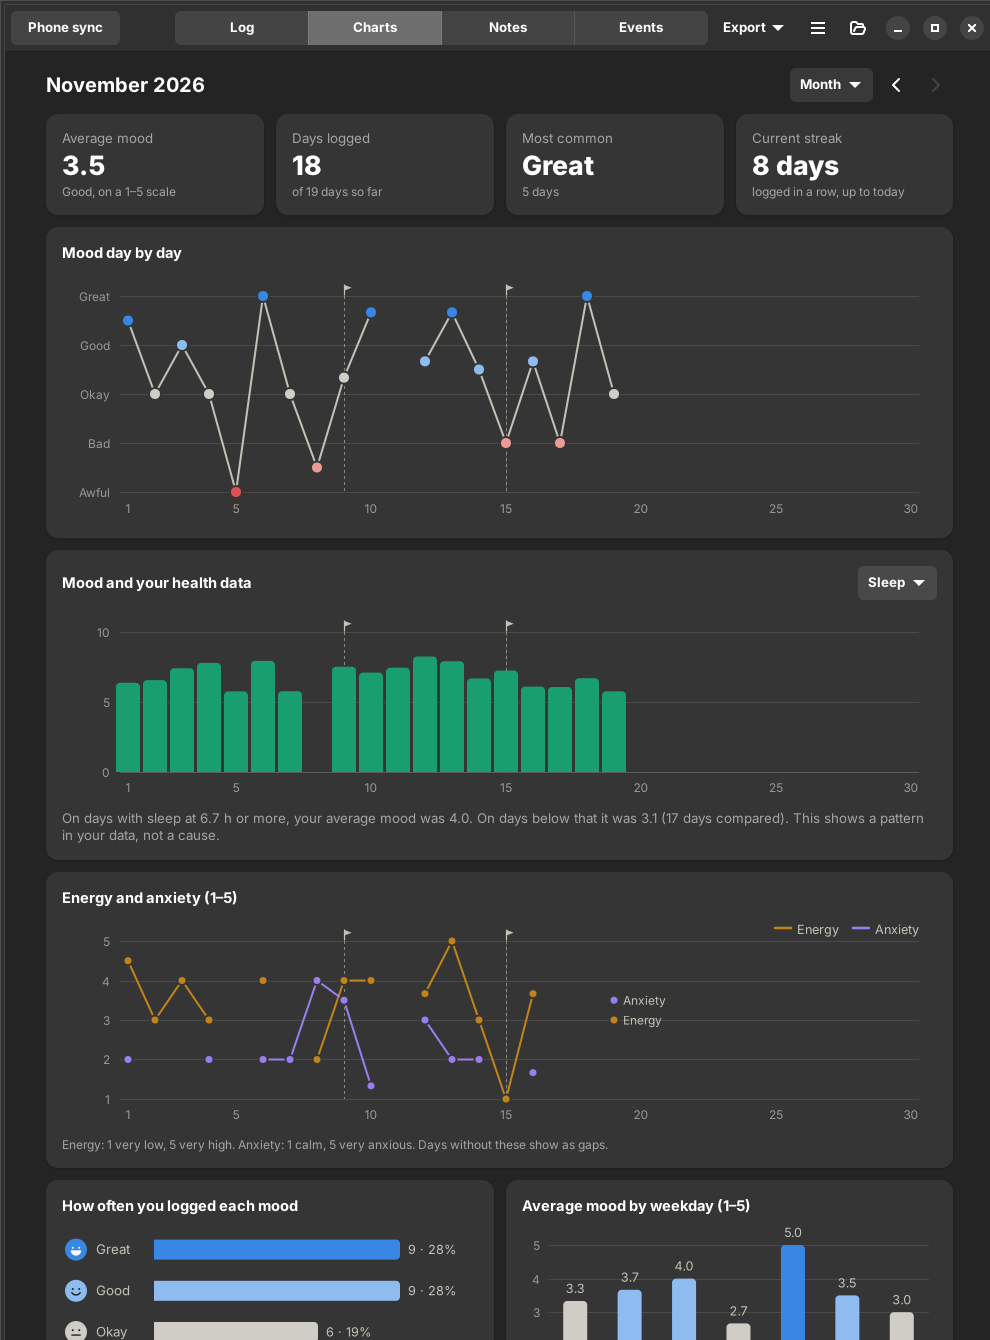 Phone sync
Log
Charts
Notes
Events
Export
November 2026
Month
Average mood
3.5
Good, on a 1–5 scale
Days logged
18
of 19 days so far
Most common
Great
5 days
Current streak
8 days
logged in a row, up to today
Mood day by day
Great
Good
Okay
Bad
Awful
1 5 10 15 20 25 30
Mood and your health data
Sleep
10
5
0
1 5 10 15 20 25 30
On days with sleep at 6.7 h or more, your average mood was 4.0. On days below that it was 3.1 (17 days compared). This shows a pattern
in your data, not a cause.
Energy and anxiety (1–5)
Energy Anxiety
5
4
3
2
1
Anxiety
Energy
1 5 10 15 20 25 30
Energy: 1 very low, 5 very high. Anxiety: 1 calm, 5 very anxious. Days without these show as gaps.
How often you logged each mood
Great 9 · 28%
Good 9 · 28%
Okay 6 · 19%
Average mood by weekday (1–5)
5
4
3
3.3
3.7
4.0
2.7
5.0
3.5
3.0